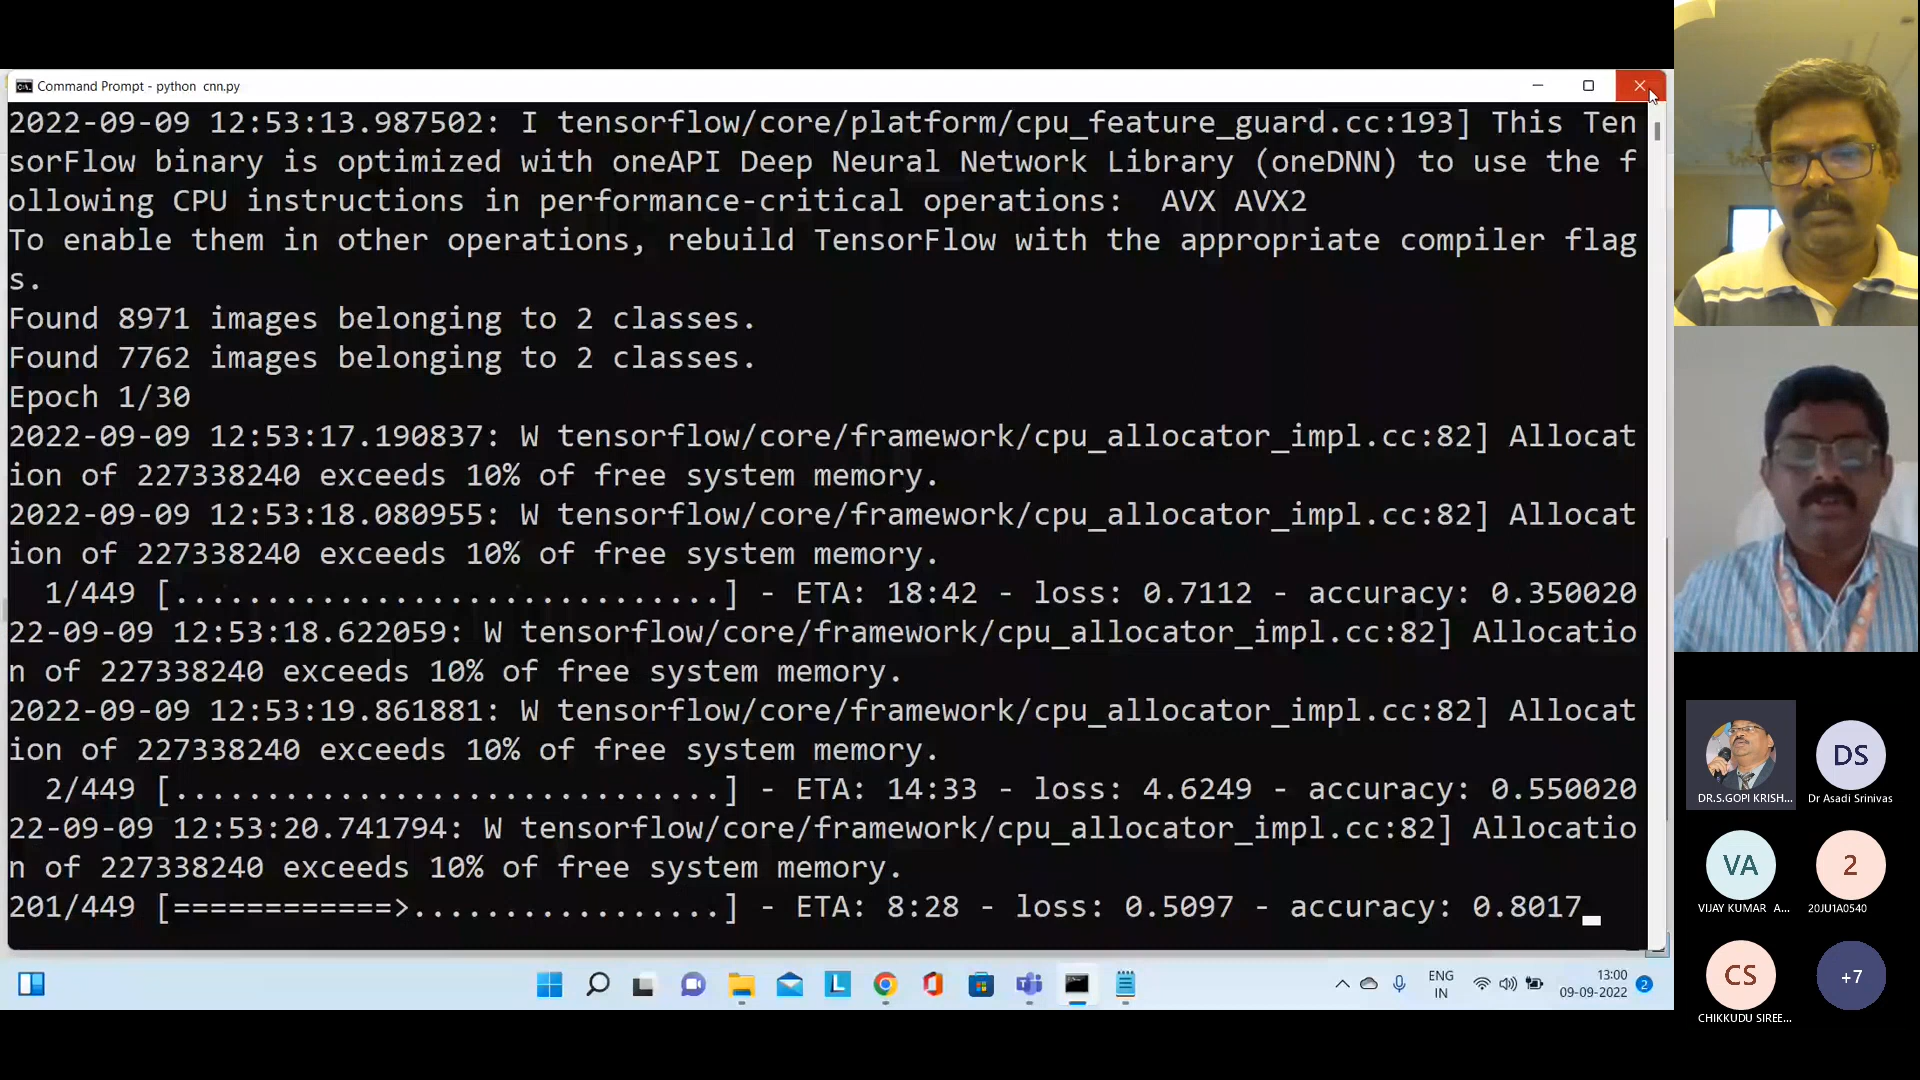 Command Prompt - python  cnn.py
2022-09-09 12:53:13.987502: I tensorflow/core/platform/cpu_feature_guard.cc:193] This Ten
sorFlow binary is optimized with oneAPI Deep Neural Network Library (oneDNN) to use the f
ollowing CPU instructions in performance-critical operations:  AVX AVX2
To enable them in other operations, rebuild TensorFlow with the appropriate compiler flag
s.
Found 8971 images belonging to 2 classes.
Found 7762 images belonging to 2 classes.
Epoch 1/30
2022-09-09 12:53:17.190837: W tensorflow/core/framework/cpu_allocator_impl.cc:82] Allocat
ion of 227338240 exceeds 10% of free system memory.
2022-09-09 12:53:18.080955: W tensorflow/core/framework/cpu_allocator_impl.cc:82] Allocat
ion of 227338240 exceeds 10% of free system memory.
  1/449 [..............................] - ETA: 18:42 - loss: 0.7112 - accuracy: 0.350020
22-09-09 12:53:18.622059: W tensorflow/core/framework/cpu_allocator_impl.cc:82] Allocatio
n of 227338240 exceeds 10% of free system memory.
2022-09-09 12:53:19.861881: W tensorflow/core/framework/cpu_allocator_impl.cc:82] Allocat
ion of 227338240 exceeds 10% of free system memory.
  2/449 [..............................] - ETA: 14:33 - loss: 4.6249 - accuracy: 0.550020
22-09-09 12:53:20.741794: W tensorflow/core/framework/cpu_allocator_impl.cc:82] Allocatio
n of 227338240 exceeds 10% of free system memory.
201/449 [============>.................] - ETA: 8:28 - loss: 0.5097 - accuracy: 0.8017
ENG
IN
13:00
09-09-2022
2
DR.S.GOPI KRISH...
DS
Dr Asadi Srinivas
VA
VIJAY KUMAR A...
2
20JU1A0540
CS
CHIKKUDU SIREE...
+7